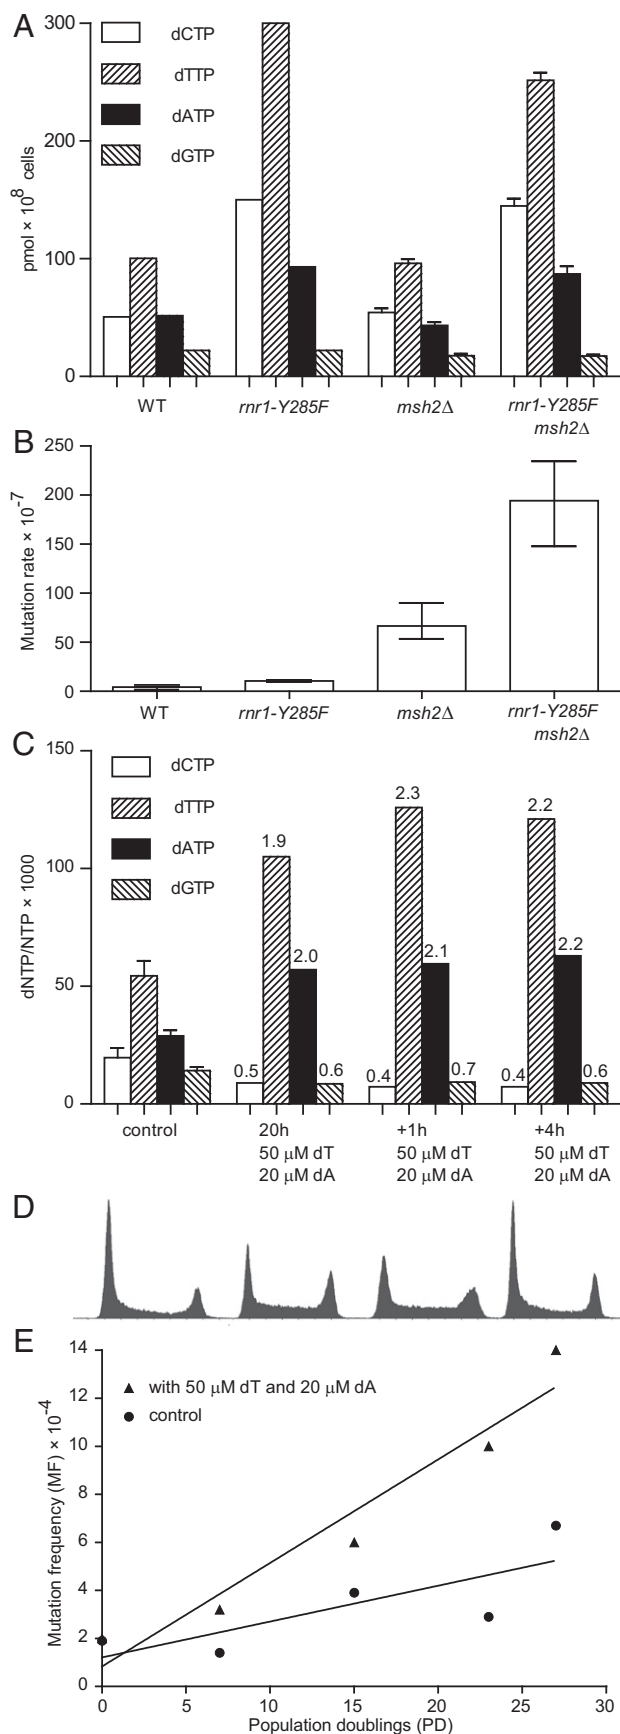 A
300
dCTP
dTTP
dATP
dGTP
200
100
0
pmol × 10⁸ cells
WT
rnr1-Y285F
msh2Δ
rnr1-Y285F
msh2Δ
B
250
200
150
100
50
0
Mutation rate × 10⁻⁷
WT
rnr1-Y285F
msh2Δ
rnr1-Y285F
msh2Δ
C
150
dCTP
dTTP
dATP
dGTP
100
50
0
dNTP/NTP × 1000
0.5
1.9
2.0
0.6
0.4
2.3
2.1
0.7
0.4
2.2
2.2
0.6
control
20h
50 μM dT
20 μM dA
+1h
50 μM dT
20 μM dA
+4h
50 μM dT
20 μM dA
D
E
14
12
10
8
6
4
2
0
Mutation frequency (MF) × 10⁻⁴
with 50 μM dT and 20 μM dA
control
0 5 10 15 20 25 30
Population doublings (PD)